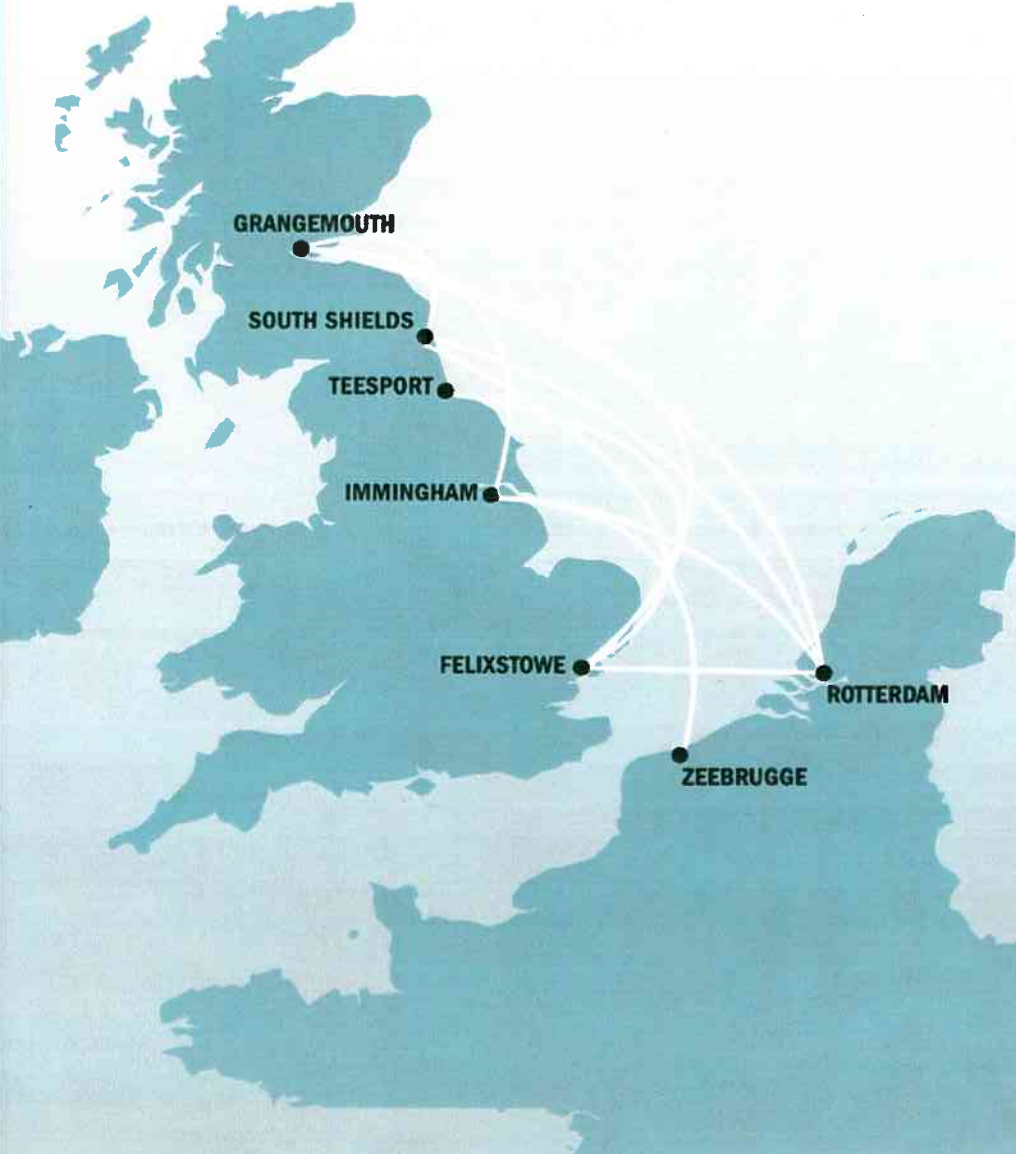 GRANGEMOUTH
SOUTH SHIELDS
TEESPORT
IMMINGHAM
FELIXSTOWE
ROTTERDAM
ZEEBRUGGE